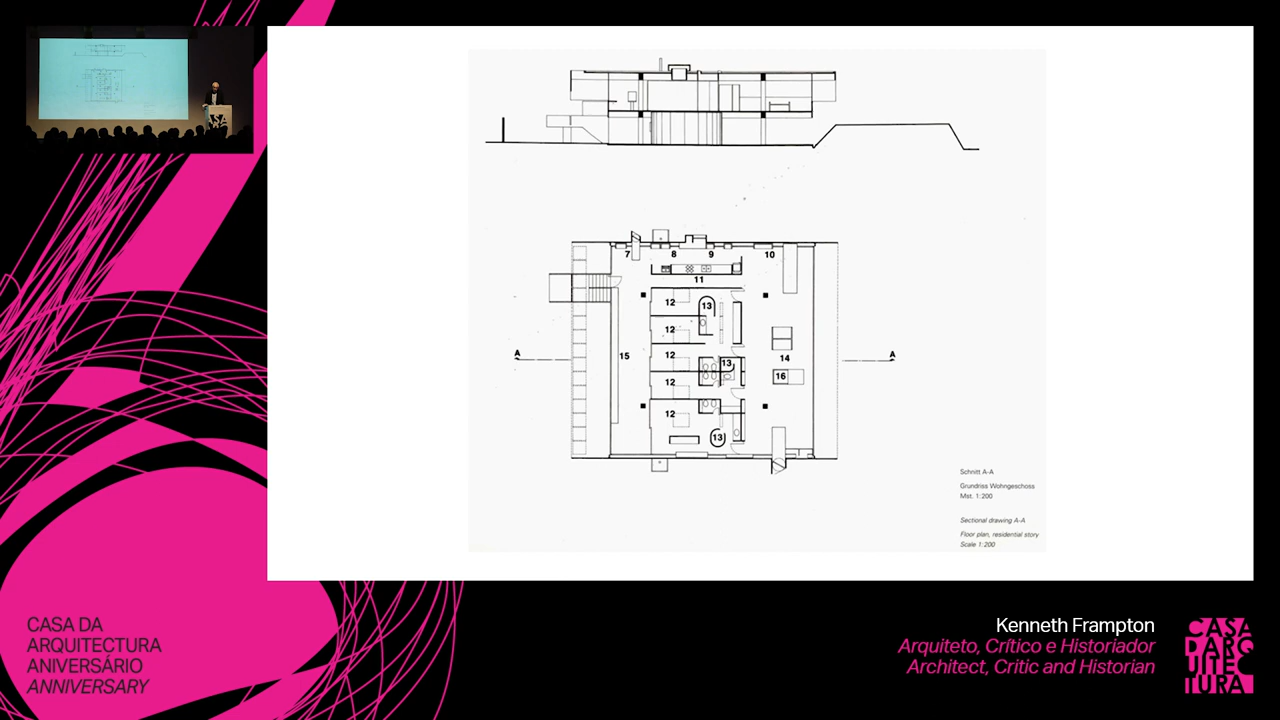 7 8 9 10
11
12 13
12
A 15 12 13 14 A
12 16
12
13
Schnitt A-A
Grundriss Wohngeschoss
Mst. 1:200
Sectional drawing A-A
Floor plan, residential story
Scale 1:200
CASA DA
ARQUITECTURA
ANIVERSÁRIO
ANNIVERSARY
Kenneth Frampton
Arquiteto, Crítico e Historiador
Architect, Critic and Historian
CASA
DARQ
UITEC
TURA